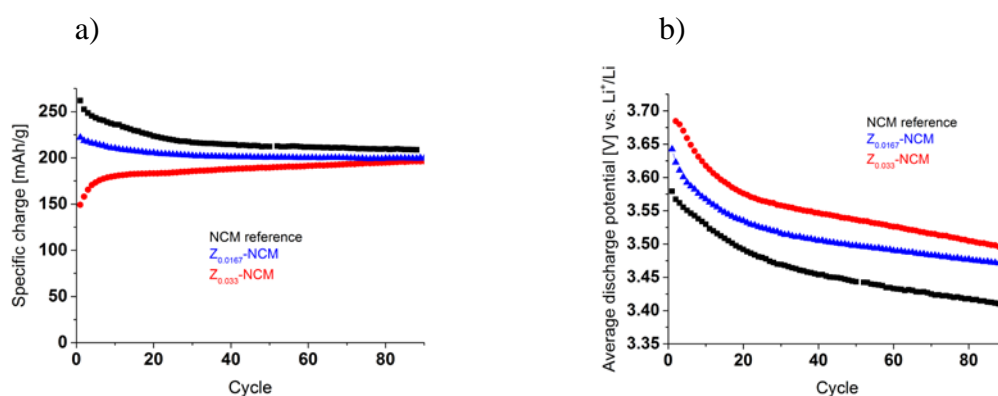 a)
Specific charge [mAh/g]
250
200
150
100
50
0
NCM reference
Z0.0167-NCM
Z0.033-NCM
0 20 40 60 80
Cycle
b)
Average discharge potential [V] vs. Li⁺/Li
3.70
3.65
3.60
3.55
3.50
3.45
3.40
3.35
NCM reference
Z0.0167-NCM
Z0.033-NCM
0 20 40 60 80
Cycle